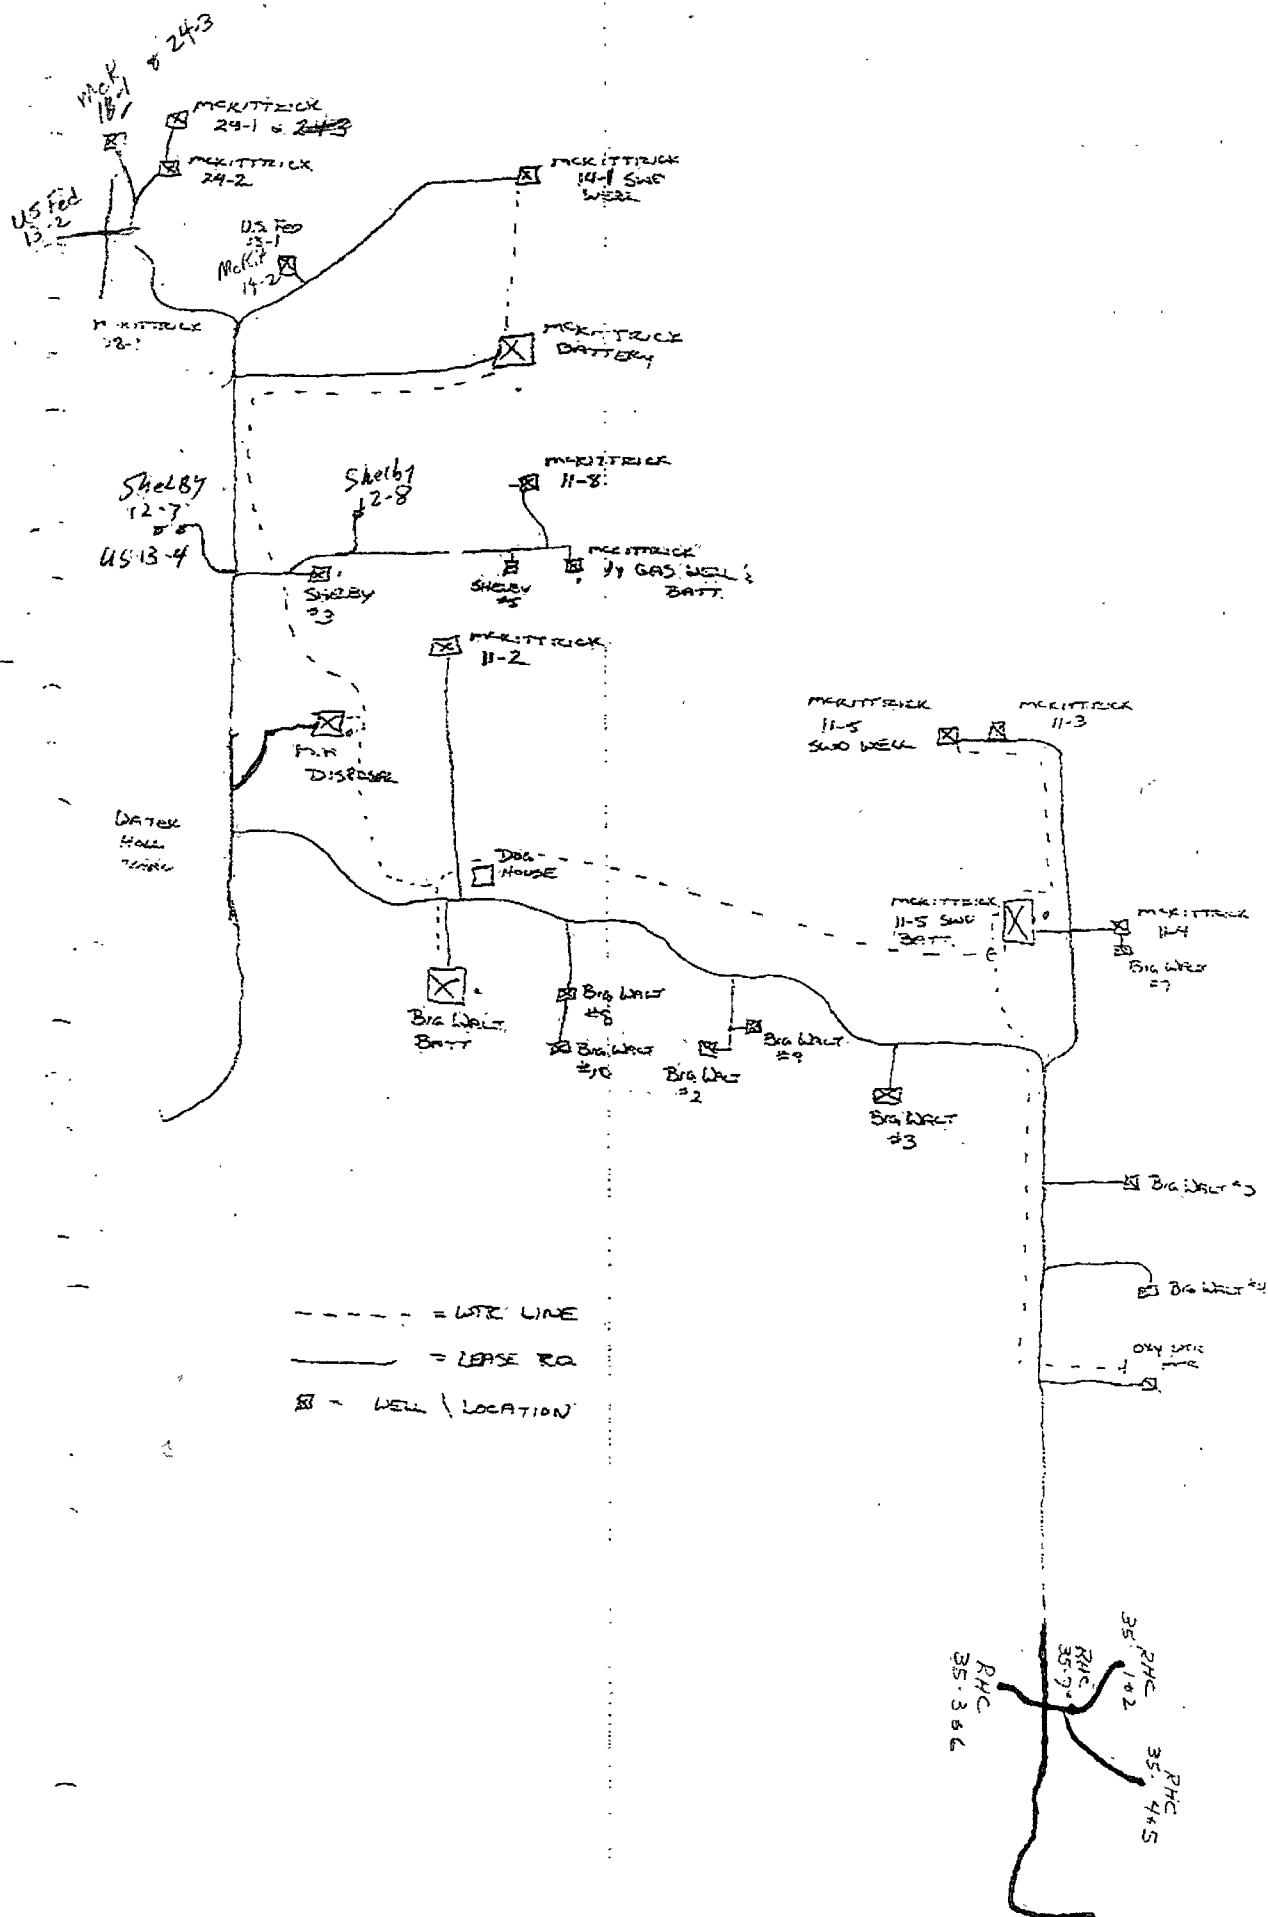 McK
18-1
& 24-3
McKITTRICK
24-1 &
McKITTRICK
24-2
US Fed
13-2
McKITTRICK
14-1 SWD
WELL
U.S. FED
13-1
McKit
14-2
McKITTRICK
McKITTRICK
BATTERY
ShelBy
12-7
US 13-4
Shelby
12-8
McKITTRICK
11-8
SHELBY
#3
SHELBY
#5
McKITTRICK
GAS WELL &
BATT.
McKITTRICK
11-2
McKITTRICK
11-5
SWD WELL
McKITTRICK
11-3
DISPOSAL
WATER
HOLE
DOG
HOUSE
McKITTRICK
11-5 SWD
BATT.
McKITTRICK
11-4
BIG WALT
#7
BIG WALT
BATT
BIG WALT
#8
BIG WALT
#10
BIG WALT
#2
BIG WALT
#9
BIG WALT
#3
BIG WALT
BIG WALT
OXY WTR
= WTR LINE
= LEASE RD.
- WELL \ LOCATION
RHC
35-3&6
RHC
35-7
RHC
35-1&2
RHC
35-4&5